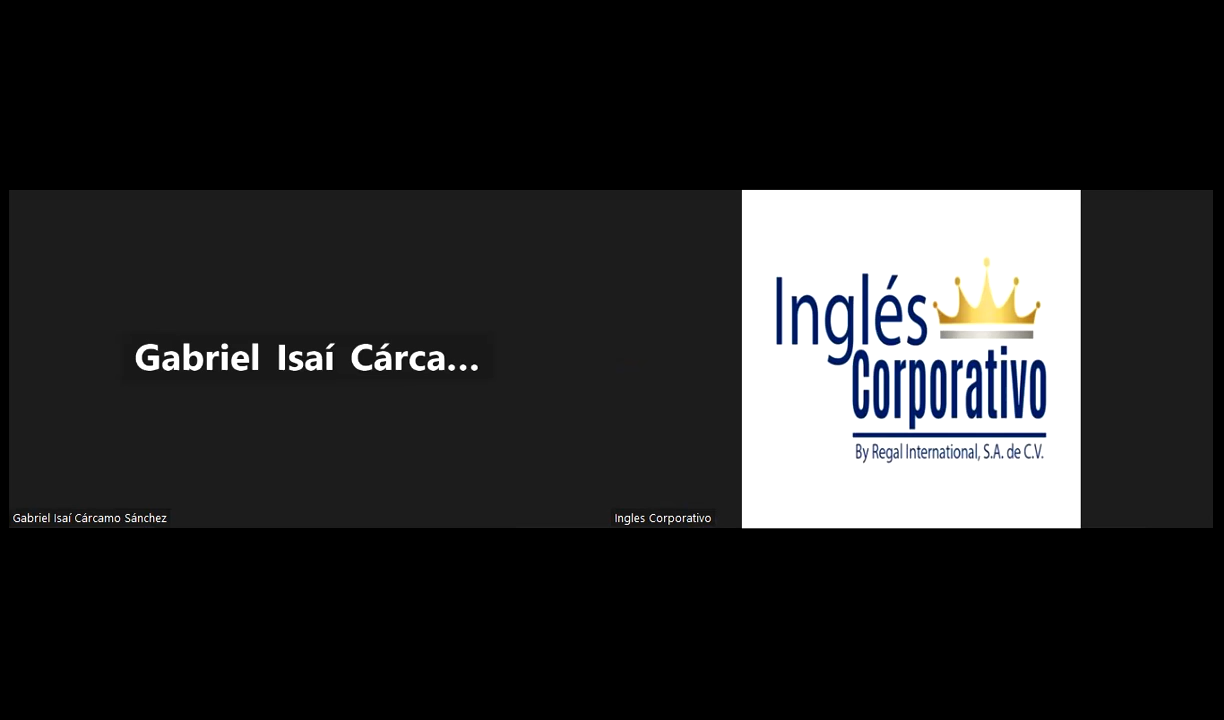 Gabriel Isaí Cárca...
Gabriel Isaí Cárcamo Sánchez
Inglés
Corporativo
By Regal International, S.A. de C.V.
Ingles Corporativo